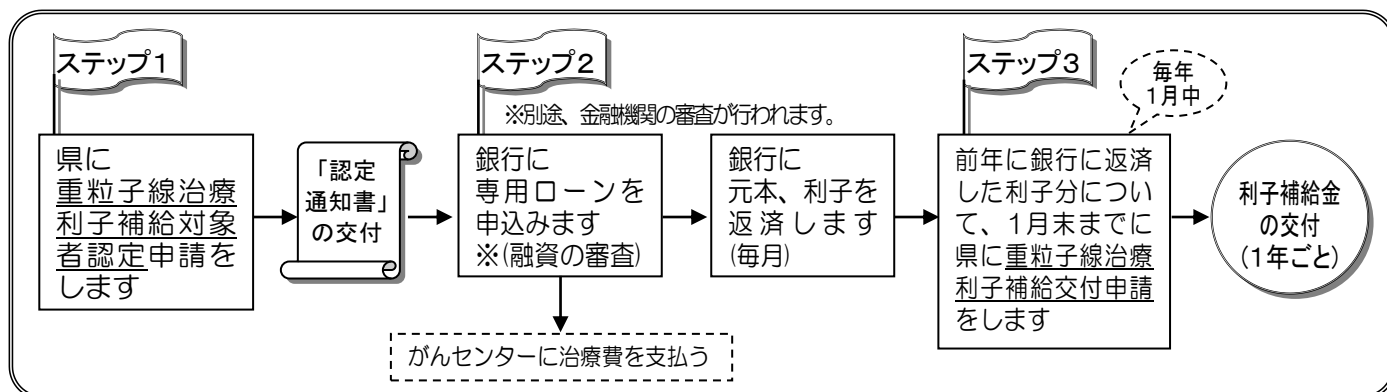 ステップ1
県に
重粒子線治療
利子補給対象
者認定申請を
します
「認定
通知書」
の交付
ステップ2
※別途、金融機関の審査が行われます。
銀行に
専用ローンを
申込みます
※(融資の審査)
がんセンターに治療費を支払う
銀行に
元本、利子を
返済します
(毎月)
ステップ3
毎年
1月中
前年に銀行に返済
した利子分につい
て、1月末までに
県に重粒子線治療
利子補給交付申請
をします
利子補給金
の交付
(1年ごと)